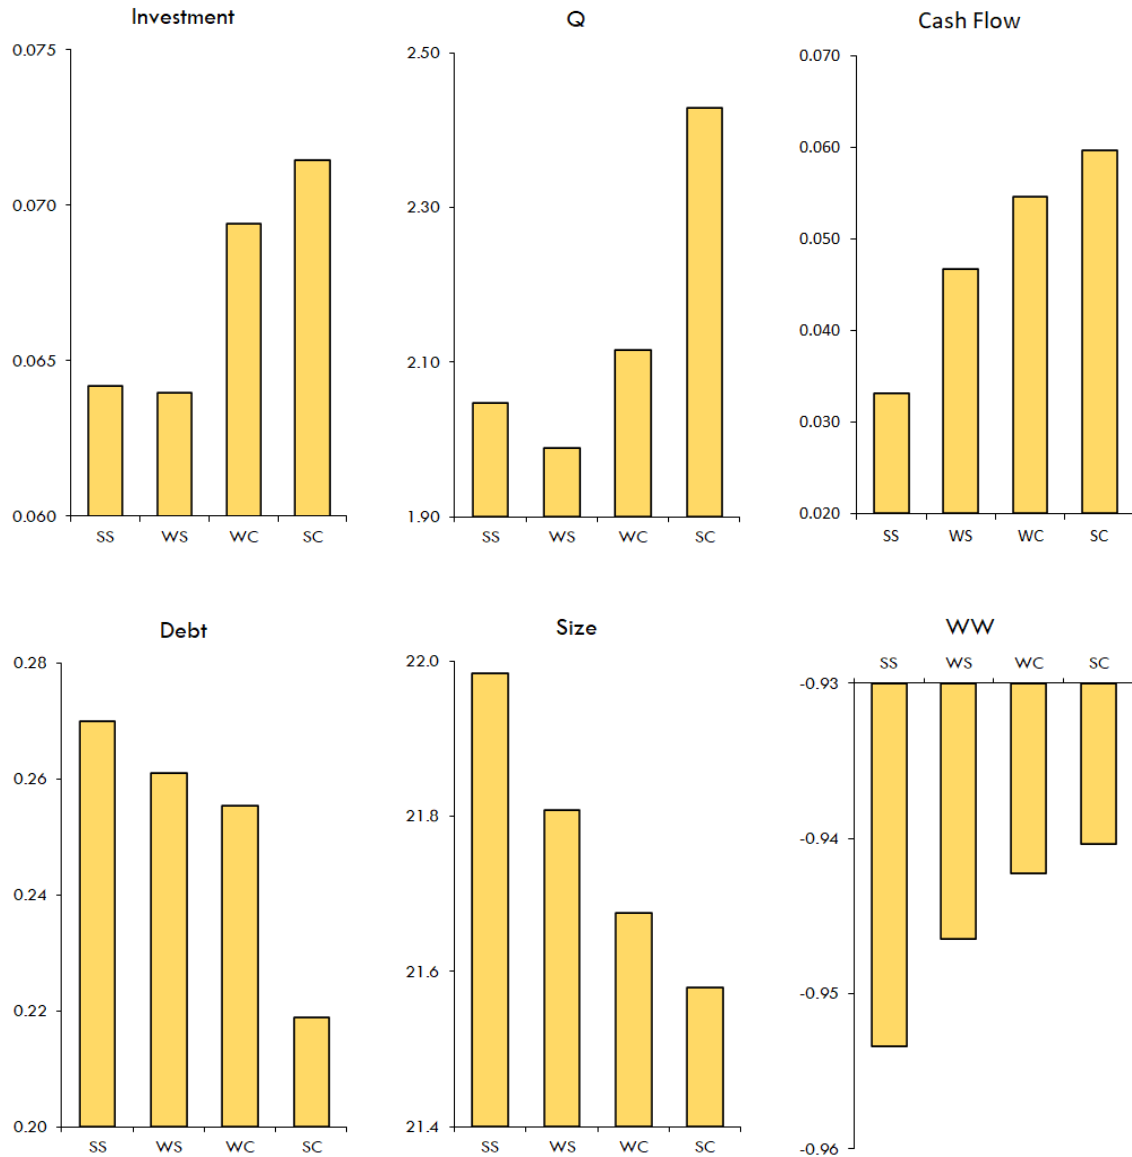 Investment
0.075
0.070
0.065
0.060
SS WS WC SC
Q
2.50
2.30
2.10
1.90
SS WS WC SC
Cash Flow
0.070
0.060
0.050
0.040
0.030
0.020
SS WS WC SC
Debt
0.28
0.26
0.24
0.22
0.20
SS WS WC SC
Size
22.0
21.8
21.6
21.4
SS WS WC SC
WW
SS WS WC SC
-0.93
-0.94
-0.95
-0.96